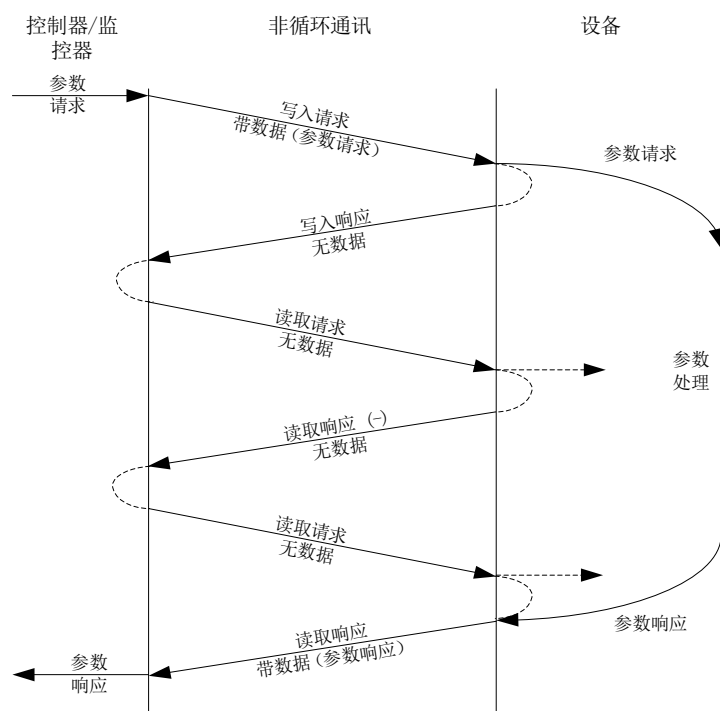 控制器/监
控器
非循环通讯
设备
参数
请求
写入请求
带数据(参数请求)
参数请求
写入响应
无数据
读取请求
无数据
参数
处理
读取响应 (-)
无数据
读取请求
无数据
读取响应
带数据(参数响应)
参数响应
参数
响应